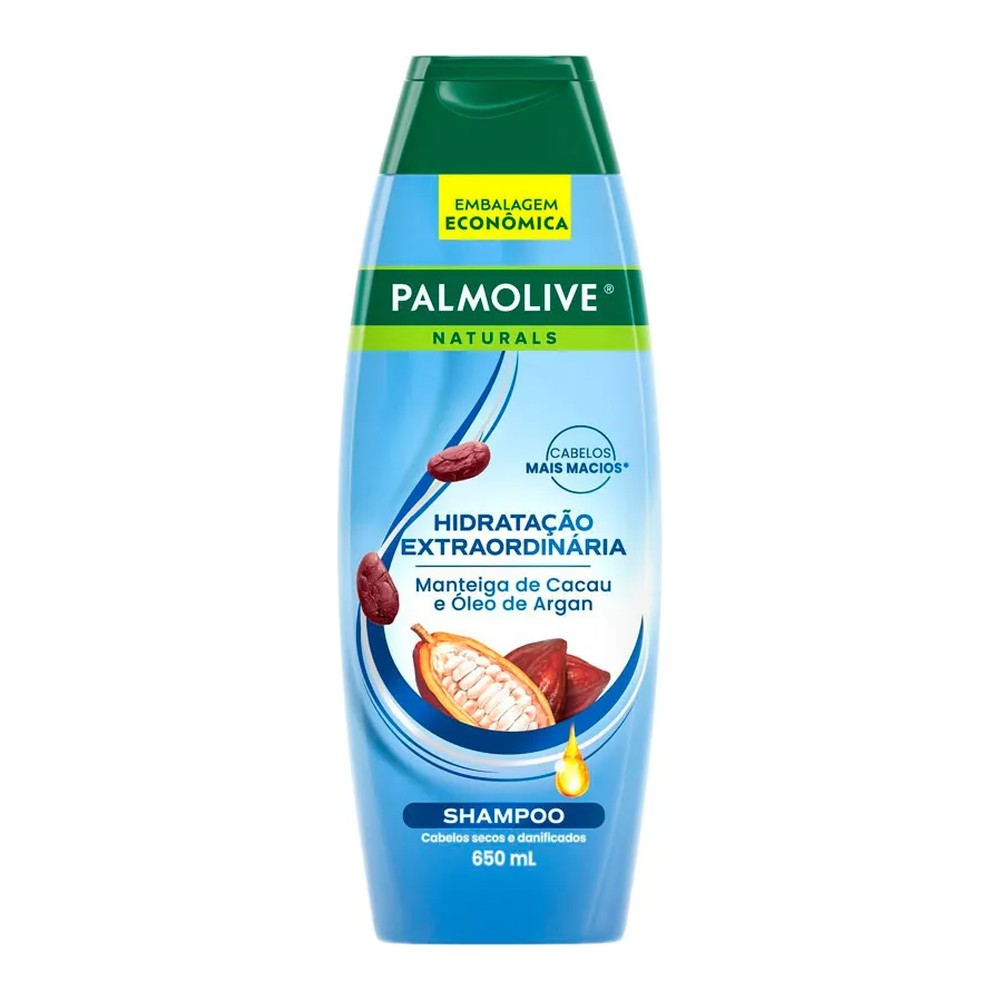 EMBALAGEM
ECONÔMICA
PALMOLIVE®
NATURALS
CABELOS
MAIS MACIOS*
HIDRATAÇÃO
EXTRAORDINÁRIA
Manteiga de Cacau
e Óleo de Argan
SHAMPOO
Cabelos secos e danificados
650 mL